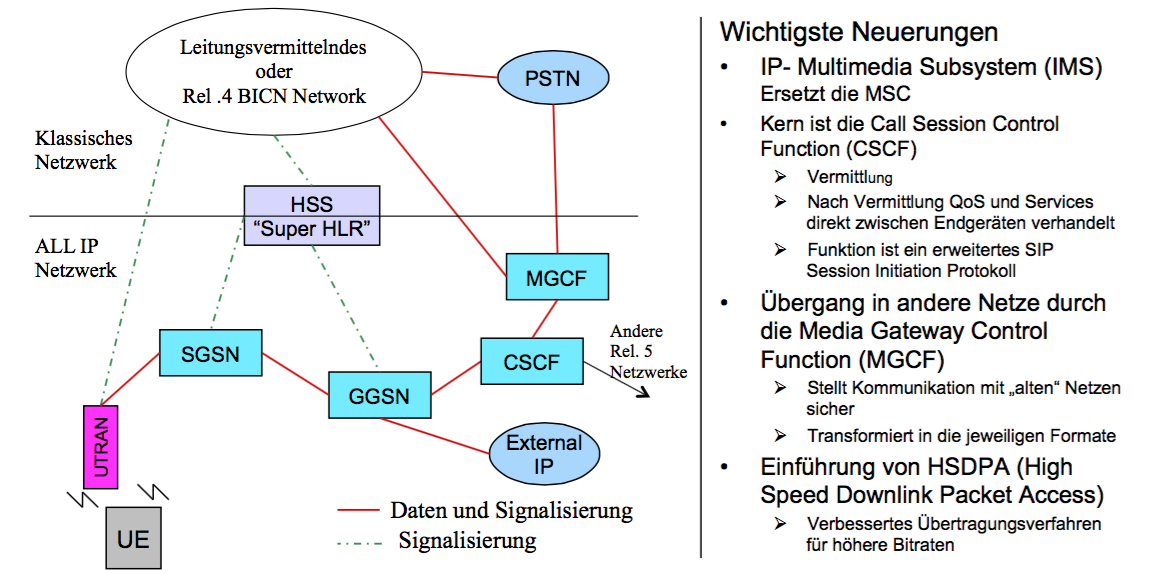 Leitungsvermittelndes
oder
Rel .4 BICN Network
PSTN
Klassisches
Netzwerk
HSS
“Super HLR”
ALL IP
Netzwerk
MGCF
SGSN
Andere
Rel. 5
Netzwerke
CSCF
GGSN
UTRAN
External
IP
UE
Daten und Signalisierung
Signalisierung
Wichtigste Neuerungen
• IP- Multimedia Subsystem (IMS)
Ersetzt die MSC
• Kern ist die Call Session Control
Function (CSCF)
➢ Vermittlung
➢ Nach Vermittlung QoS und Services
direkt zwischen Endgeräten verhandelt
➢ Funktion ist ein erweitertes SIP
Session Initiation Protokoll
• Übergang in andere Netze durch
die Media Gateway Control
Function (MGCF)
➢ Stellt Kommunikation mit „alten“ Netzen
sicher
➢ Transformiert in die jeweiligen Formate
• Einführung von HSDPA (High
Speed Downlink Packet Access)
➢ Verbessertes Übertragungsverfahren
für höhere Bitraten